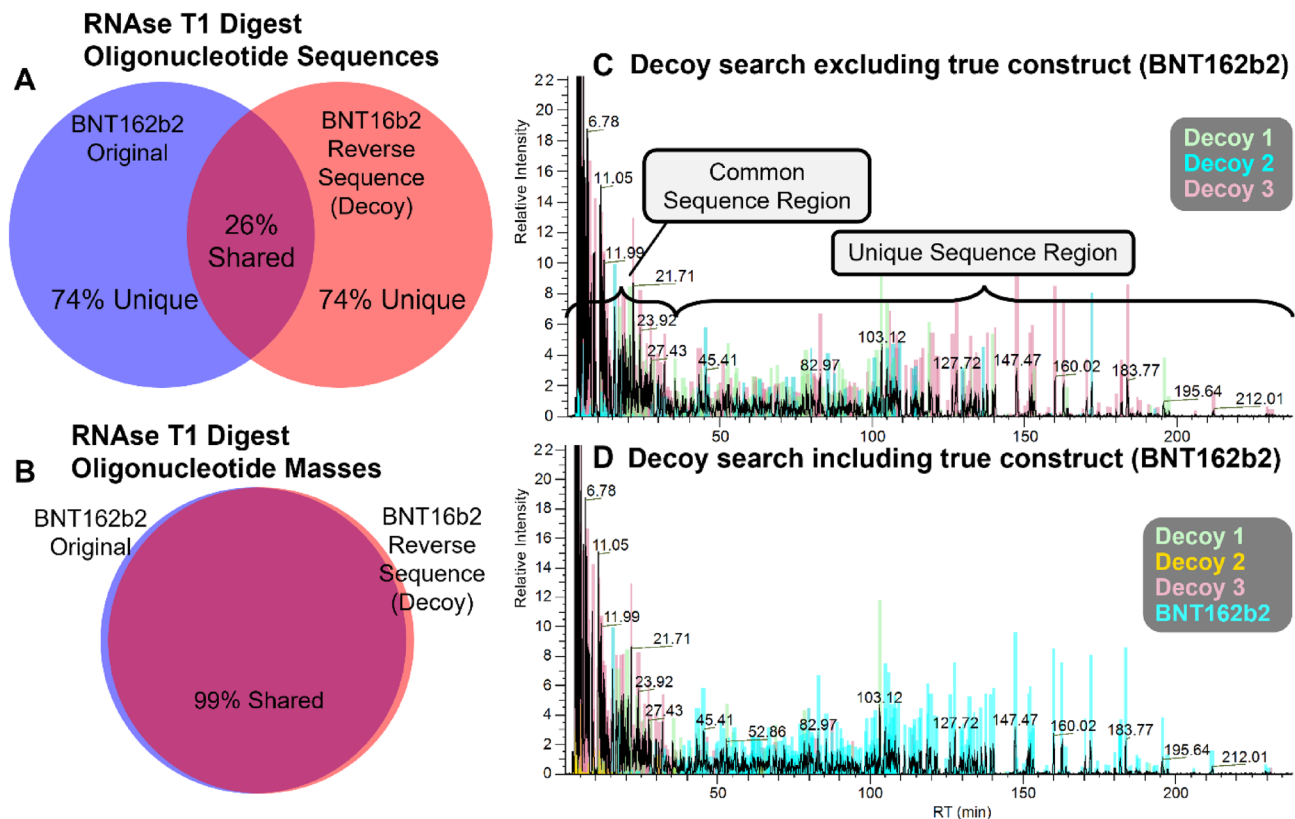 RNAse T1 Digest
Oligonucleotide Sequences
A
BNT162b2
Original
BNT16b2
Reverse
Sequence
(Decoy)
26%
Shared
74% Unique
74% Unique
RNAse T1 Digest
Oligonucleotide Masses
B
BNT162b2
Original
BNT16b2
Reverse
Sequence
(Decoy)
99% Shared
C Decoy search excluding true construct (BNT162b2)
Decoy 1
Decoy 2
Decoy 3
Common
Sequence Region
Unique Sequence Region
Relative Intensity
22
20
18
16
14
12
10
8
6
4
2
0
6.78
11.05
11.99
21.71
23.92
27.43
45.41
82.97
103.12
127.72
147.47
160.02
183.77
195.64
212.01
50
100
150
200
D Decoy search including true construct (BNT162b2)
Decoy 1
Decoy 2
Decoy 3
BNT162b2
Relative Intensity
22
20
18
16
14
12
10
8
6
4
2
0
6.78
11.05
11.99
21.71
23.92
27.43
45.41
52.86
82.97
103.12
127.72
147.47
160.02
183.77
195.64
212.01
50
100
150
200
RT (min)